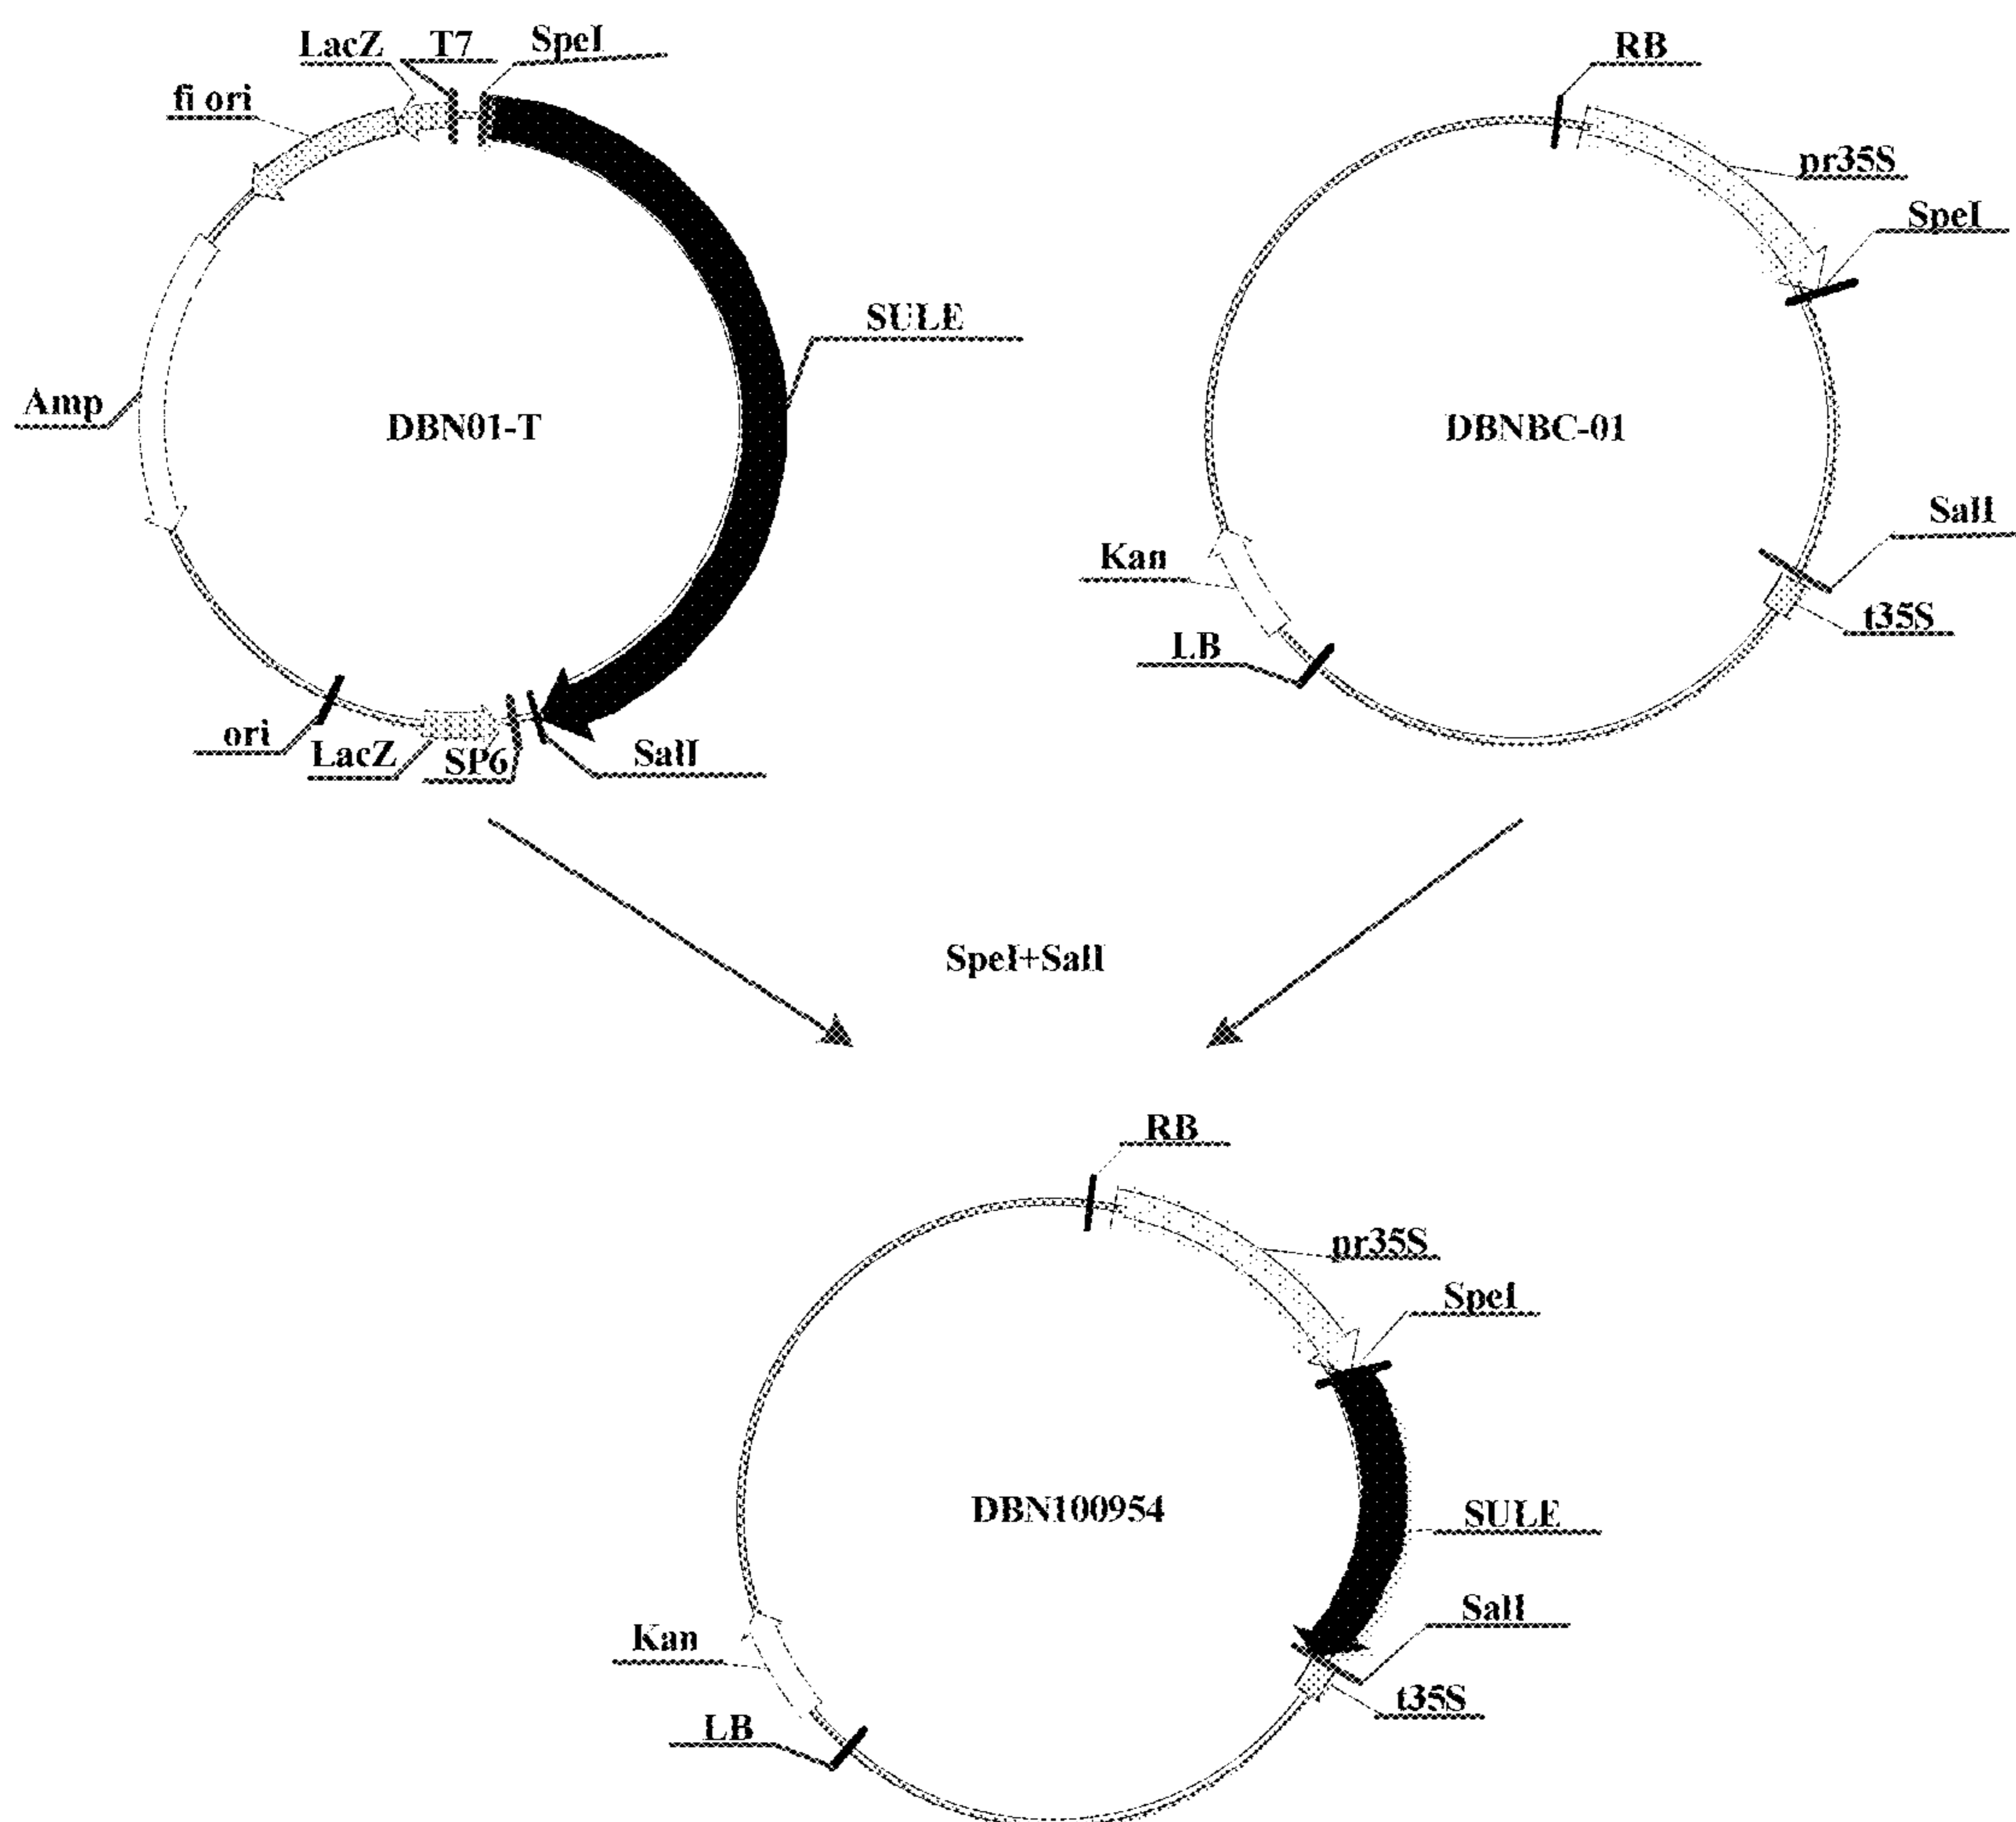 LacZ
T7
SpeI
fi ori
SULE
Amp
DBN01-T
ori
LacZ
SP6
SalI
RB
pr35S
SpeI
DBNBC-01
SalI
Kan
t35S
LB
SpeI+SalI
RB
pr35S
SpeI
DBN100954
SULE
SalI
Kan
t35S
LB